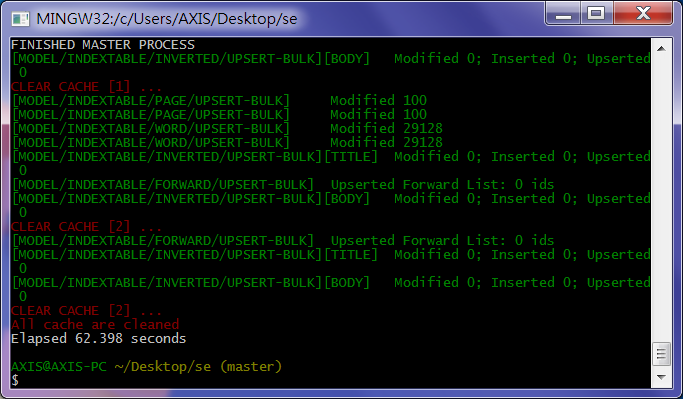 MINGW32:/c/Users/AXIS/Desktop/se
FINISHED MASTER PROCESS
[MODEL/INDEXTABLE/INVERTED/UPSERT-BULK][BODY]   Modified 0; Inserted 0; Upserted
 0
CLEAR CACHE [1] ...
[MODEL/INDEXTABLE/PAGE/UPSERT-BULK]     Modified 100
[MODEL/INDEXTABLE/PAGE/UPSERT-BULK]     Modified 100
[MODEL/INDEXTABLE/WORD/UPSERT-BULK]     Modified 29128
[MODEL/INDEXTABLE/WORD/UPSERT-BULK]     Modified 29128
[MODEL/INDEXTABLE/INVERTED/UPSERT-BULK][TITLE]  Modified 0; Inserted 0; Upserted
 0
[MODEL/INDEXTABLE/FORWARD/UPSERT-BULK]  Upserted Forward List: 0 ids
[MODEL/INDEXTABLE/INVERTED/UPSERT-BULK][BODY]   Modified 0; Inserted 0; Upserted
 0
CLEAR CACHE [2] ...
[MODEL/INDEXTABLE/FORWARD/UPSERT-BULK]  Upserted Forward List: 0 ids
[MODEL/INDEXTABLE/INVERTED/UPSERT-BULK][TITLE]  Modified 0; Inserted 0; Upserted
 0
[MODEL/INDEXTABLE/INVERTED/UPSERT-BULK][BODY]   Modified 0; Inserted 0; Upserted
 0
CLEAR CACHE [2] ...
All cache are cleaned
Elapsed 62.398 seconds
AXIS@AXIS-PC ~/Desktop/se (master)
$